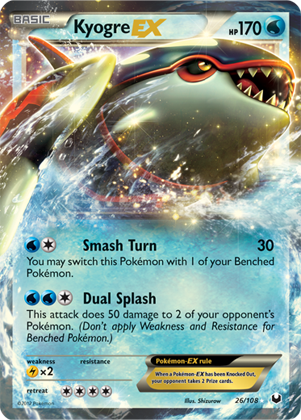 BASIC
Kyogre EX HP170
Smash Turn 30
You may switch this Pokémon with 1 of your Benched
Pokémon.
Dual Splash
This attack does 50 damage to 2 of your opponent's
Pokémon. (Don't apply Weakness and Resistance for
Benched Pokémon.)
weakness resistance
×2
Pokémon-EX rule
When a Pokémon-EX has been Knocked Out,
your opponent takes 2 Prize cards.
retreat
Illus. Shizurow 26/108